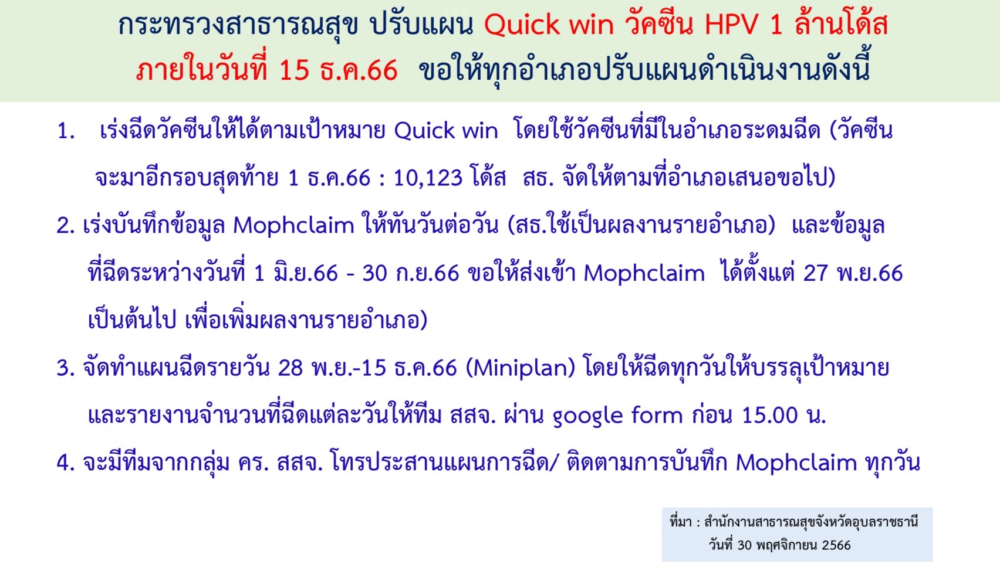 กระทรวงสาธารณสุข ปรับแผน Quick win วัคซีน HPV 1 ล้านโด้ส
ภายในวันที่ 15 ธ.ค.66 ขอให้ทุกอำเภอปรับแผนดำเนินงานดังนี้
1. เร่งฉีดวัคซีนให้ได้ตามเป้าหมาย Quick win โดยใช้วัคซีนที่มีในอำเภอระดมฉีด (วัคซีน
จะมาอีกรอบสุดท้าย 1 ธ.ค.66 : 10,123 โด้ส สธ. จัดให้ตามที่อำเภอเสนอขอไป)
2. เร่งบันทึกข้อมูล Mophclaim ให้ทันวันต่อวัน (สธ.ใช้เป็นผลงานรายอำเภอ) และข้อมูล
ที่ฉีดระหว่างวันที่ 1 มิ.ย.66 - 30 ก.ย.66 ขอให้ส่งเข้า Mophclaim ได้ตั้งแต่ 27 พ.ย.66
เป็นต้นไป เพื่อเพิ่มผลงานรายอำเภอ)
3. จัดทำแผนฉีดรายวัน 28 พ.ย.-15 ธ.ค.66 (Miniplan) โดยให้ฉีดทุกวันให้บรรลุเป้าหมาย
และรายงานจำนวนที่ฉีดแต่ละวันให้ทีม สสจ. ผ่าน google form ก่อน 15.00 น.
4. จะมีทีมจากกลุ่ม คร. สสจ. โทรประสานแผนการฉีด/ ติดตามการบันทึก Mophclaim ทุกวัน
ที่มา : สำนักงานสาธารณสุขจังหวัดอุบลราชธานี
วันที่ 30 พฤศจิกายน 2566